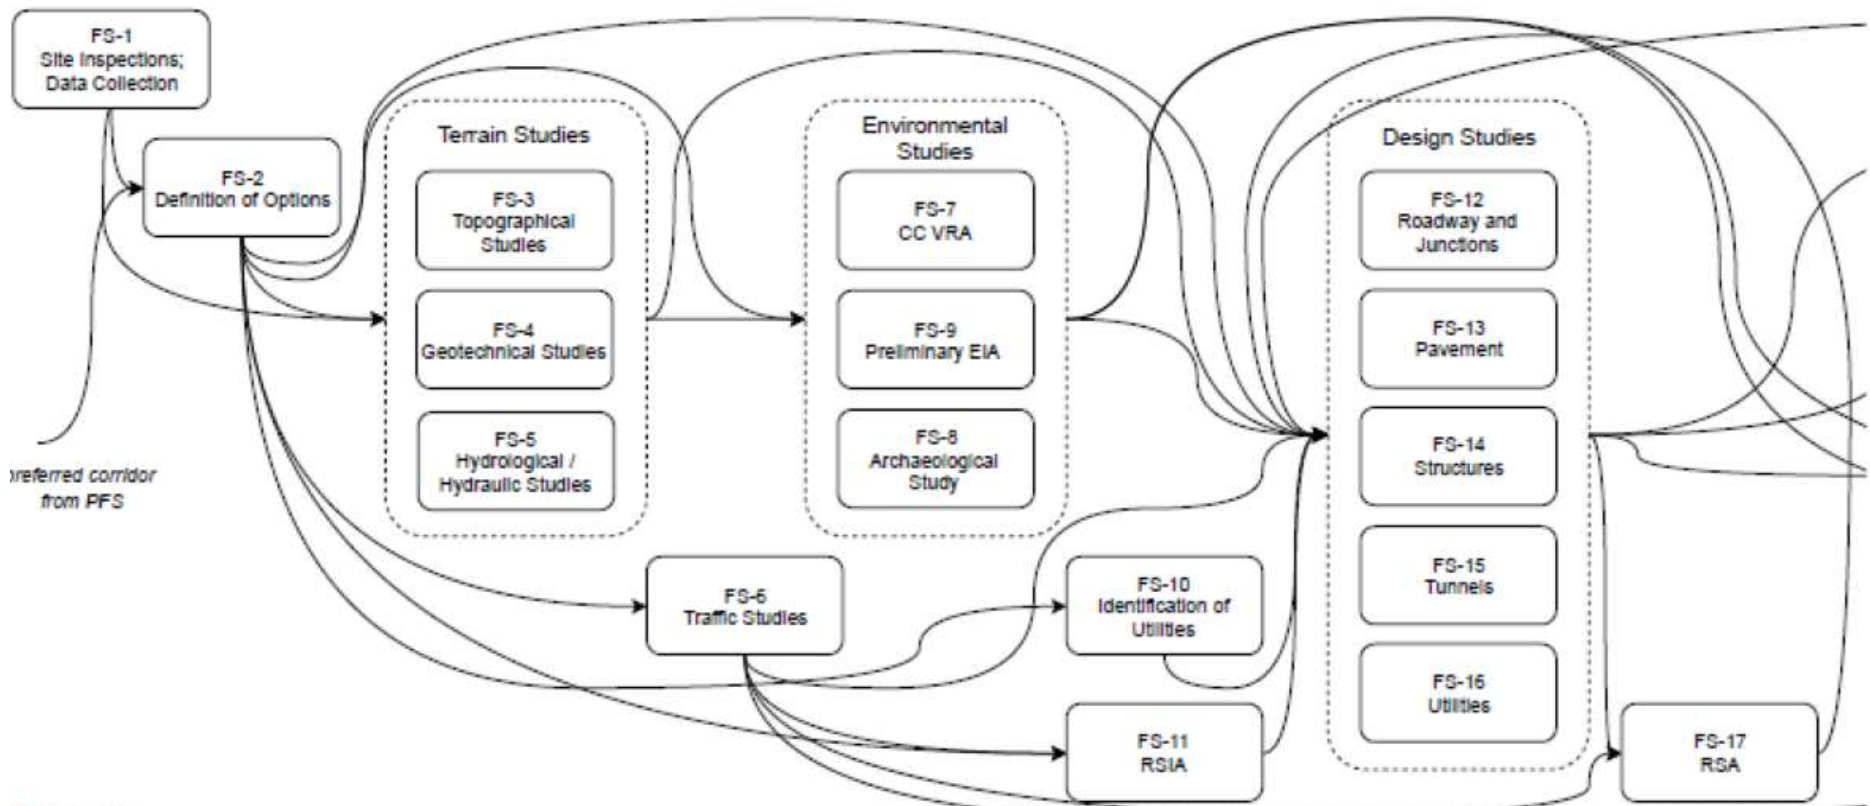 FS-1
Site Inspections;
Data Collection
FS-2
Definition of Options
preferred corridor
from PFS
Terrain Studies
FS-3
Topographical
Studies
FS-4
Geotechnical Studies
FS-5
Hydrological /
Hydraulic Studies
FS-6
Traffic Studies
Environmental
Studies
FS-7
CC VRA
FS-9
Preliminary EIA
FS-8
Archaeological
Study
FS-10
Identification of
Utilities
FS-11
RSIA
Design Studies
FS-12
Roadway and
Junctions
FS-13
Pavement
FS-14
Structures
FS-15
Tunnels
FS-16
Utilities
FS-17
RSA